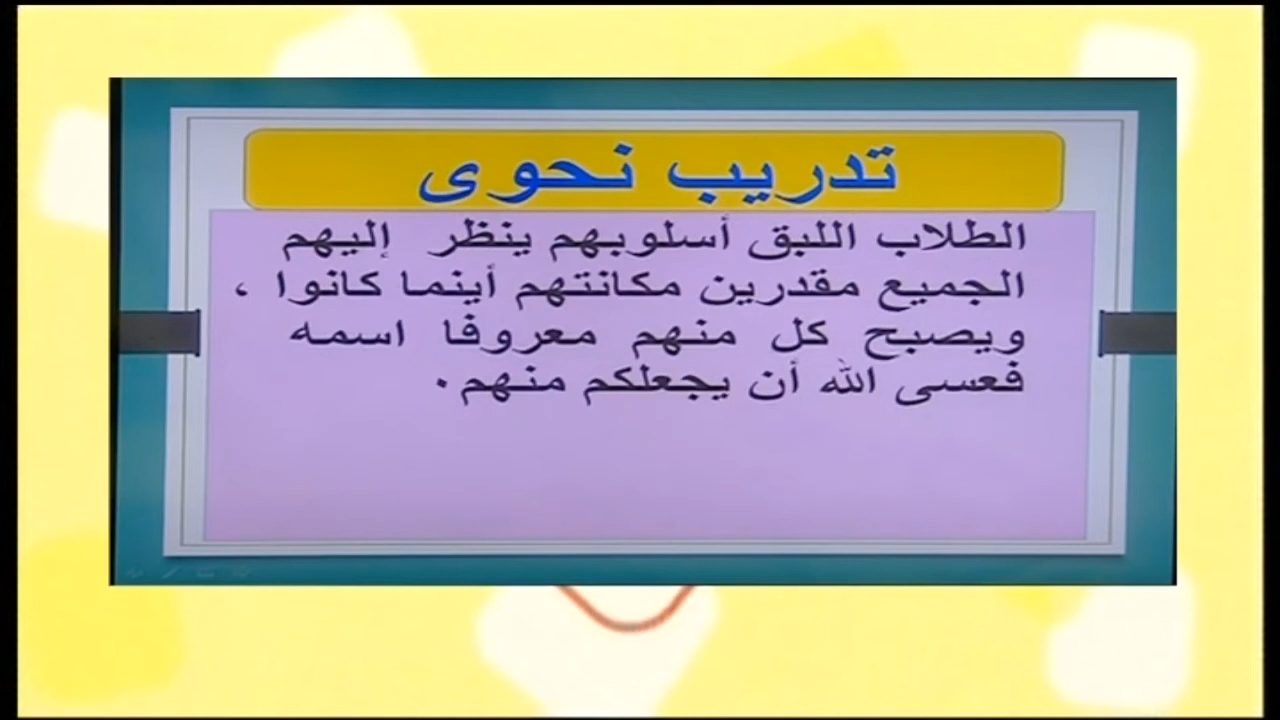 تدريب نحوى
الطلاب اللبق أسلوبهم ينظر إليهم
الجميع مقدرين مكانتهم أينما كانوا ،
ويصبح كل منهم معروفا اسمه
فعسى الله أن يجعلكم منهم.